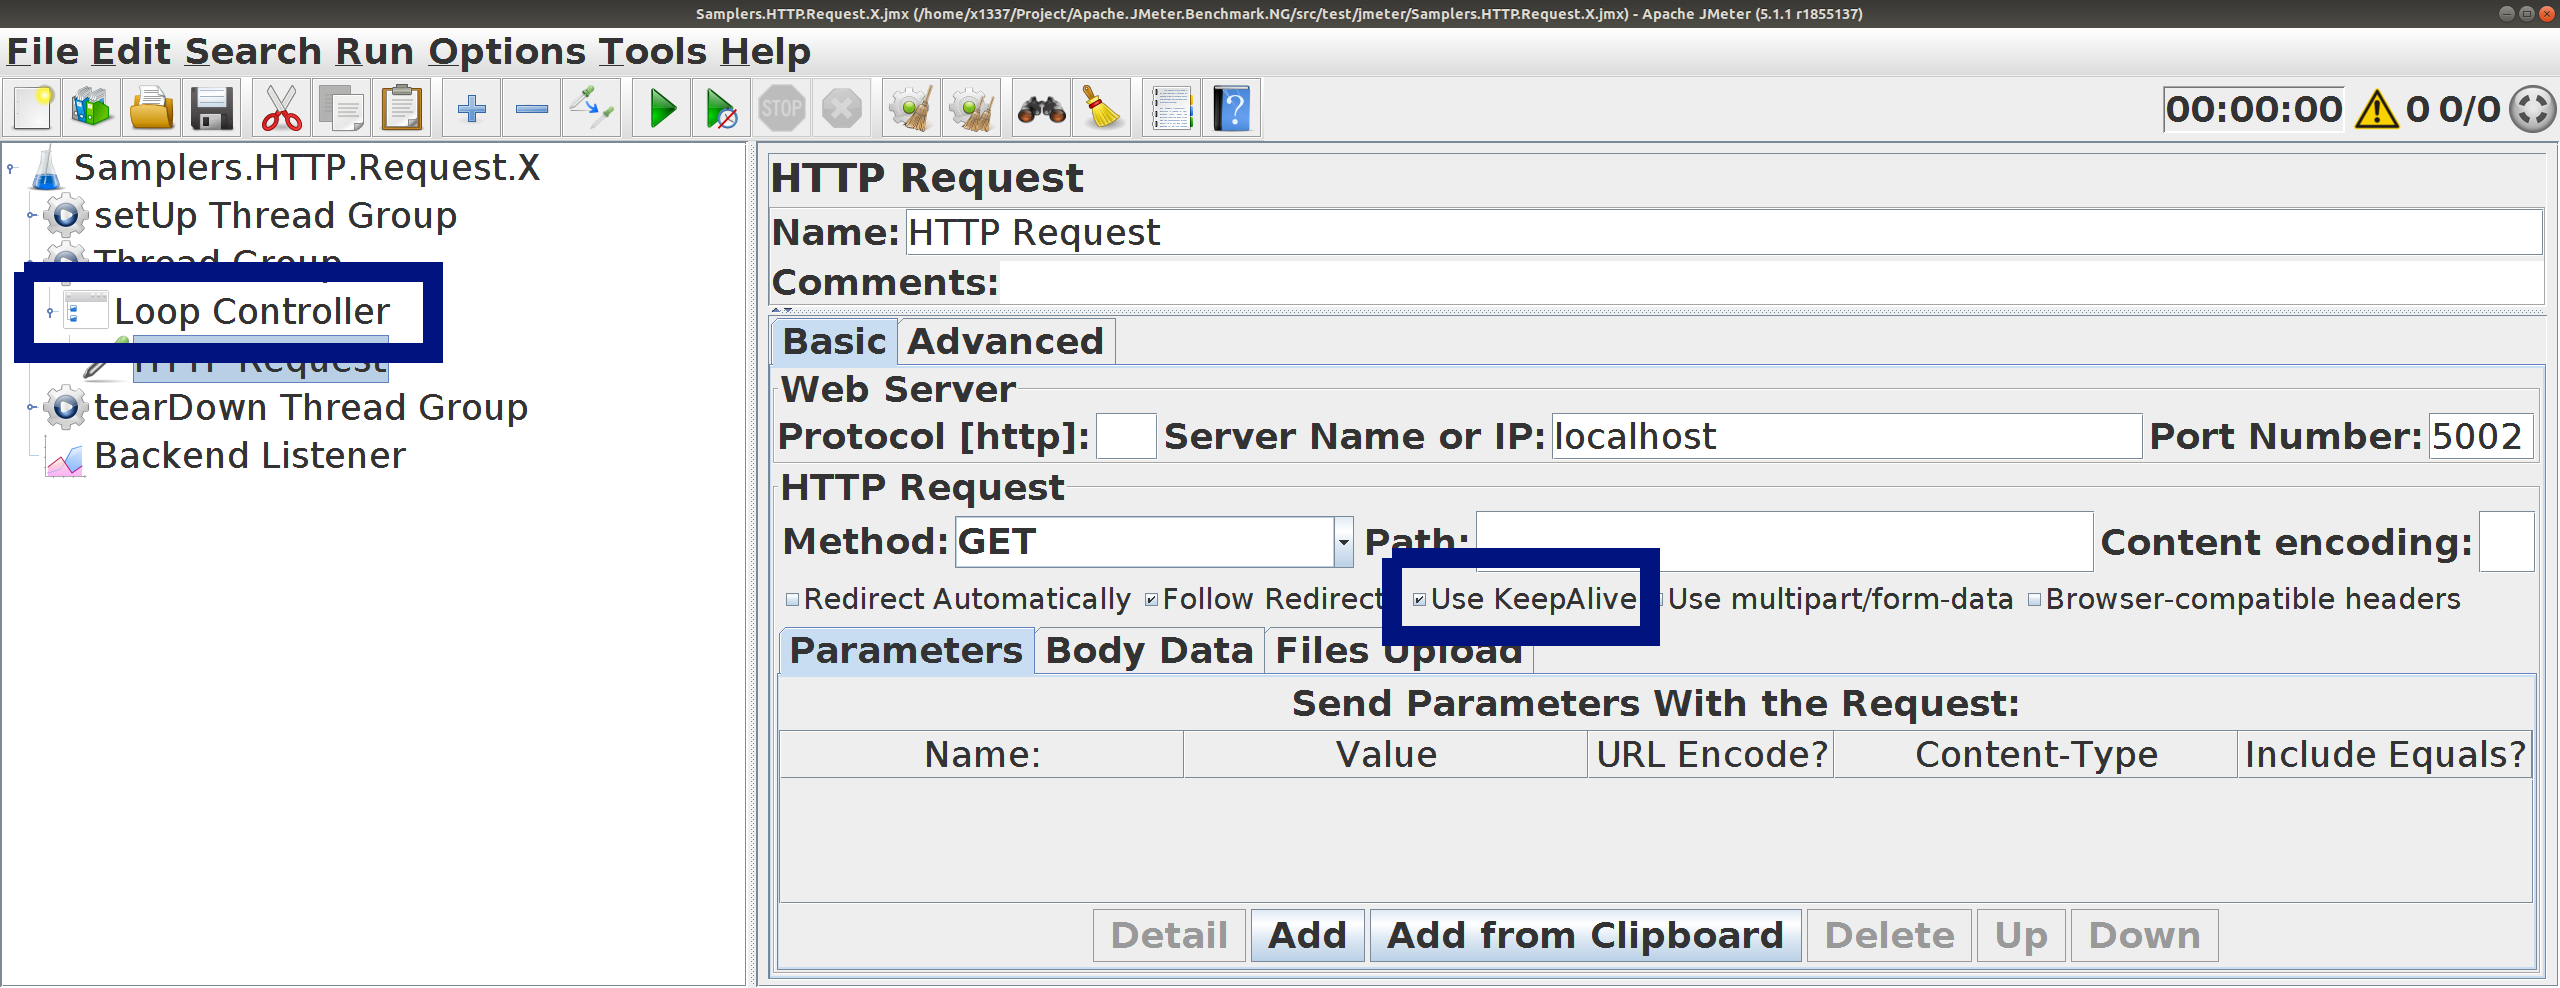 Samplers.HTTP.Request.X.jmx (/home/x1337/Project/Apache.JMeter.Benchmark.NG/src/test/jmeter/Samplers.HTTP.Request.X.jmx) - Apache JMeter (5.1.1 r1855137)
File Edit Search Run Options Tools Help
STOP
00:00:00 0 0/0
Samplers.HTTP.Request.X
setUp Thread Group
Thread Group
Loop Controller
HTTP Request
tearDown Thread Group
Backend Listener
HTTP Request
Name: HTTP Request
Comments:
Basic Advanced
Web Server
Protocol [http]: Server Name or IP: localhost Port Number: 5002
HTTP Request
Method: GET Path: Content encoding:
Redirect Automatically Follow Redirect Use KeepAlive Use multipart/form-data Browser-compatible headers
Parameters Body Data Files Upload
Send Parameters With the Request:
Name: Value URL Encode? Content-Type Include Equals?
Detail Add Add from Clipboard Delete Up Down